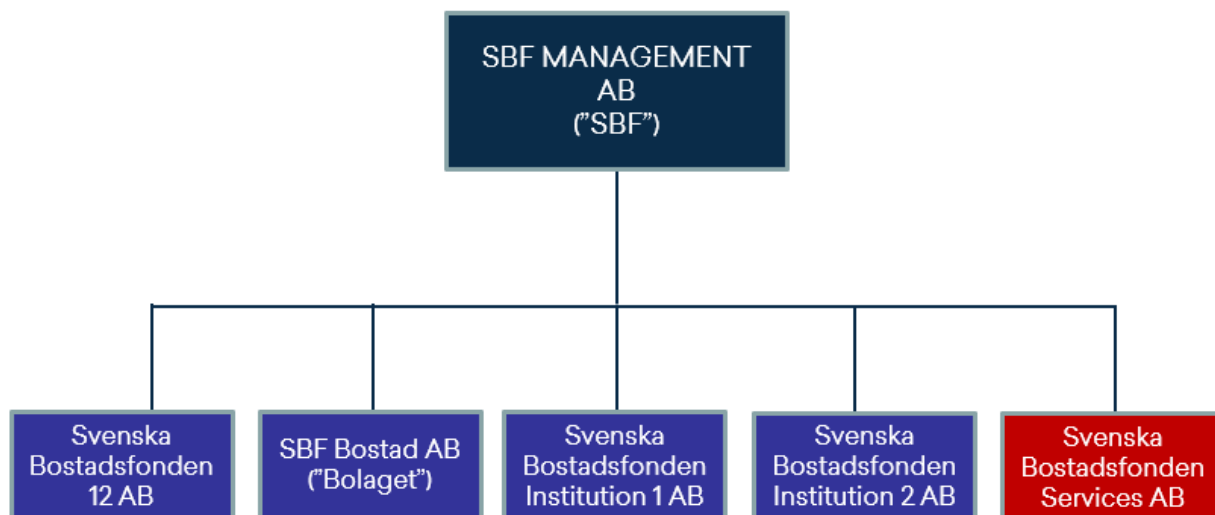 SBF MANAGEMENT
AB
(”SBF”)
Svenska
Bostadsfonden
12 AB
SBF Bostad AB
(”Bolaget”)
Svenska
Bostadsfonden
Institution 1 AB
Svenska
Bostadsfonden
Institution 2 AB
Svenska
Bostadsfonden
Services AB